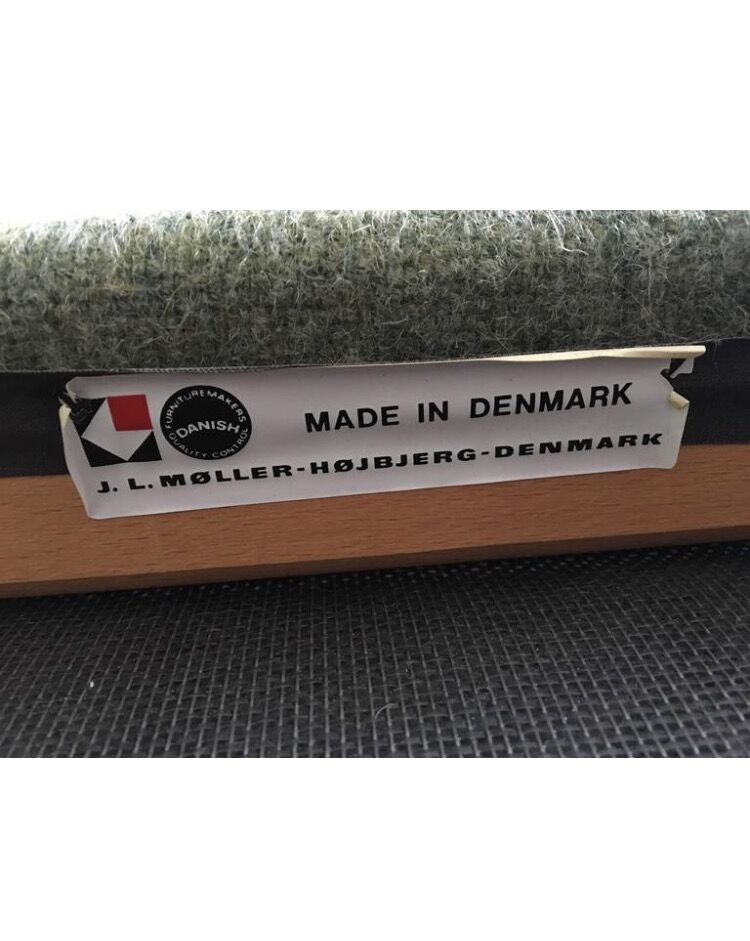 FURNITUREMAKERS
DANISH
QUALITY CONTROL
MADE IN DENMARK
J. L. MØLLER-HØJBJERG-DENMARK